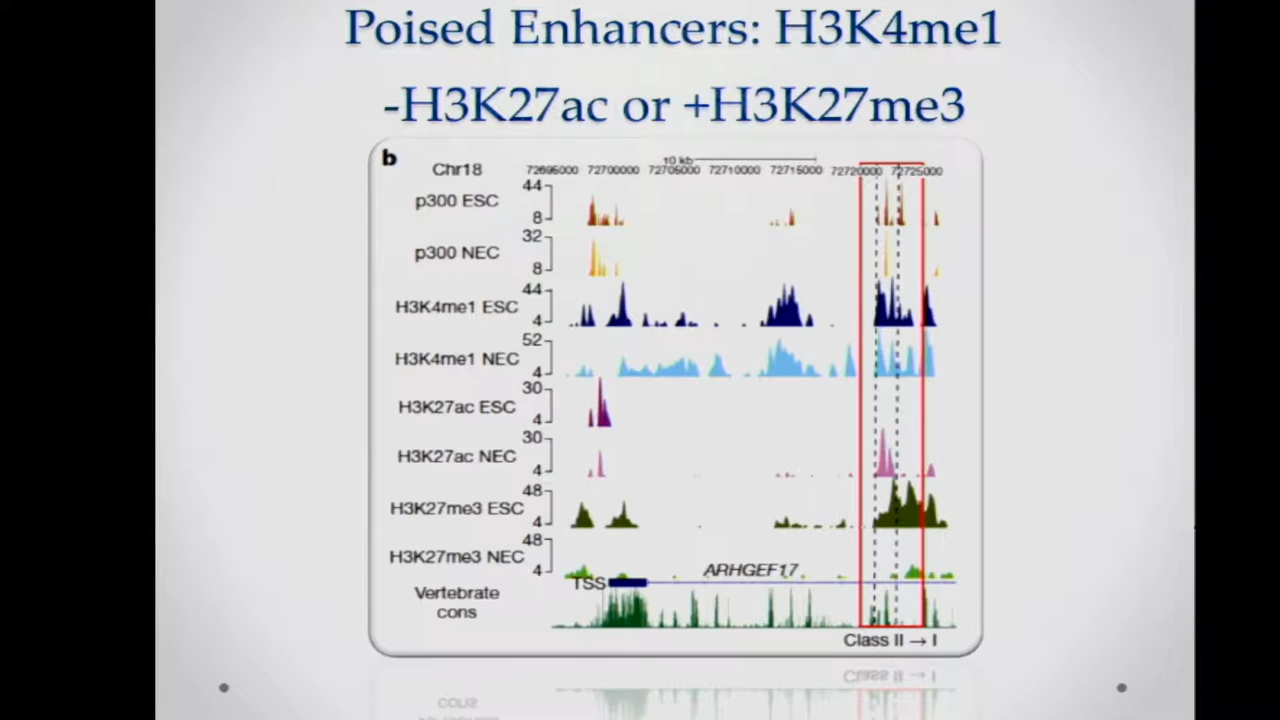 Poised Enhancers: H3K4me1
-H3K27ac or +H3K27me3
b
10 kb
Chr18 72695000 72700000 72705000 72710000 72715000 72720000 72725000
p300 ESC 44 8
p300 NEC 32 8
H3K4me1 ESC 44 4
H3K4me1 NEC 52 4
H3K27ac ESC 30 4
H3K27ac NEC 30 4
H3K27me3 ESC 48 4
H3K27me3 NEC 48 4
TSS ARHGEF17
Vertebrate
cons
Class II → I